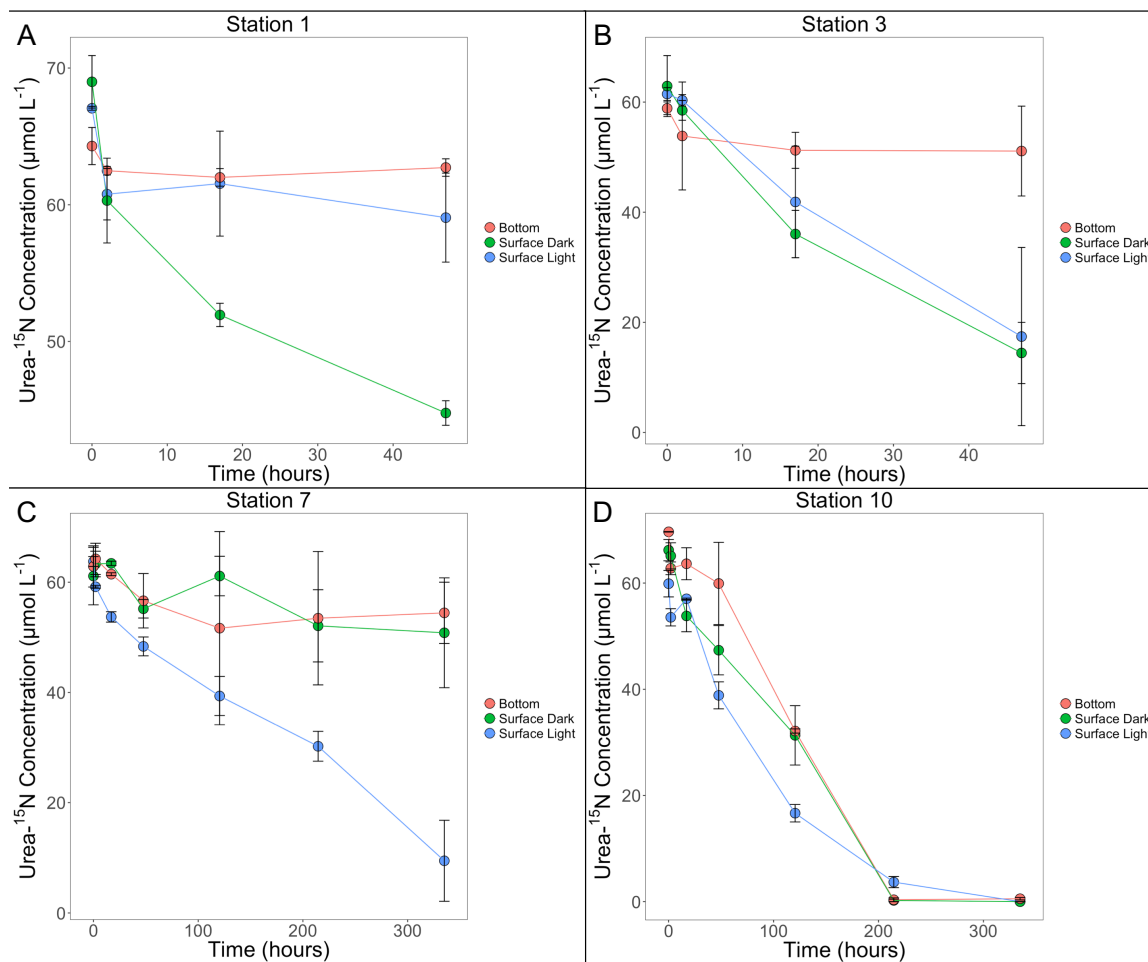 A
Station 1
Urea-¹⁵N Concentration (μmol L⁻¹)
70
60
50
0
10
20
30
40
Time (hours)
Bottom
Surface Dark
Surface Light
B
Station 3
Urea-¹⁵N Concentration (μmol L⁻¹)
60
40
20
0
0
10
20
30
40
Time (hours)
Bottom
Surface Dark
Surface Light
C
Station 7
Urea-¹⁵N Concentration (μmol L⁻¹)
60
40
20
0
0
100
200
300
Time (hours)
Bottom
Surface Dark
Surface Light
D
Station 10
Urea-¹⁵N Concentration (μmol L⁻¹)
60
40
20
0
0
100
200
300
Time (hours)
Bottom
Surface Dark
Surface Light